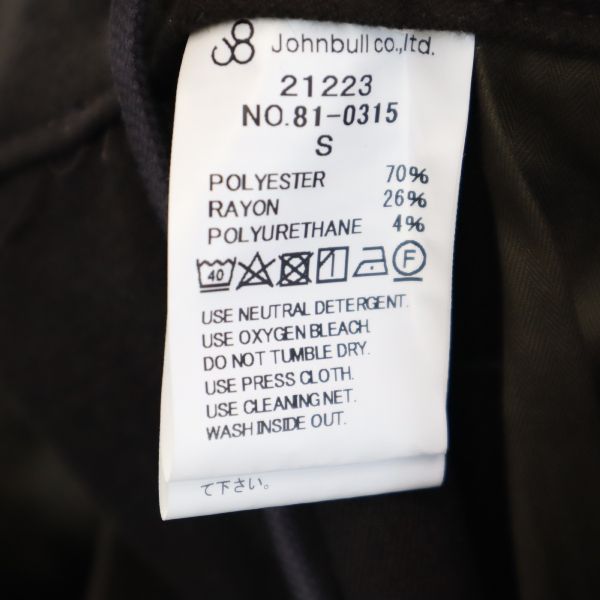 Johnbull co.,ltd.
21223
NO.81-0315
S
POLYESTER 70%
RAYON 26%
POLYURETHANE 4%
40 F
USE NEUTRAL DETERGENT.
USE OXYGEN BLEACH.
DO NOT TUMBLE DRY.
USE PRESS CLOTH.
USE CLEANING NET.
WASH INSIDE OUT.
て下さい。